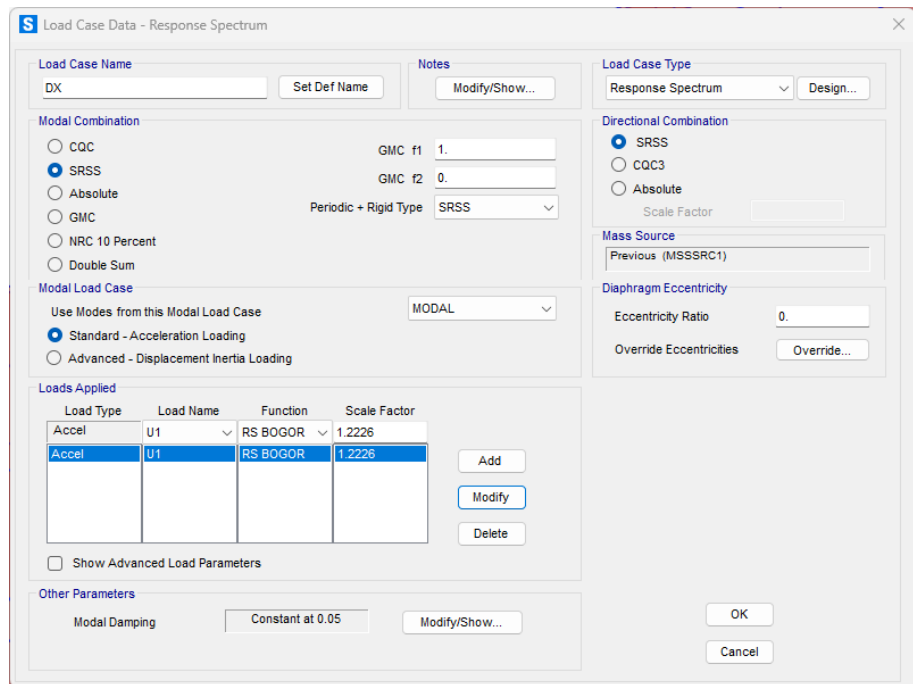 S Load Case Data - Response Spectrum
Load Case Name
DX
Set Def Name
Notes
Modify/Show...
Load Case Type
Response Spectrum
Design...
Modal Combination
CQC
SRSS
Absolute
GMC
NRC 10 Percent
Double Sum
GMC f1 1.
GMC f2 0.
Periodic + Rigid Type SRSS
Directional Combination
SRSS
CQC3
Absolute
Scale Factor
Mass Source
Previous (MSSSRC1)
Modal Load Case
Use Modes from this Modal Load Case MODAL
Standard - Acceleration Loading
Advanced - Displacement Inertia Loading
Diaphragm Eccentricity
Eccentricity Ratio 0.
Override Eccentricities Override...
Loads Applied
Load Type Load Name Function Scale Factor
Accel U1 RS BOGOR 1.2226
Accel U1 RS BOGOR 1.2226
Add
Modify
Delete
Show Advanced Load Parameters
Other Parameters
Modal Damping Constant at 0.05 Modify/Show...
OK
Cancel